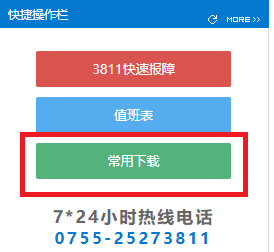 快捷操作栏 MORE >>
3811快速报障
值班表
常用下载
7*24小时热线电话
0755-25273811